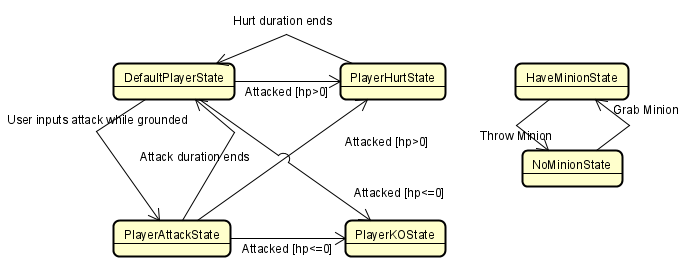 Hurt duration ends
DefaultPlayerState
PlayerHurtState
HaveMinionState
Attacked [hp>0]
User inputs attack while grounded
Grab Minion
Throw Minion
Attacked [hp>0]
Attack duration ends
NoMinionState
Attacked [hp<=0]
PlayerAttackState
PlayerKOState
Attacked [hp<=0]